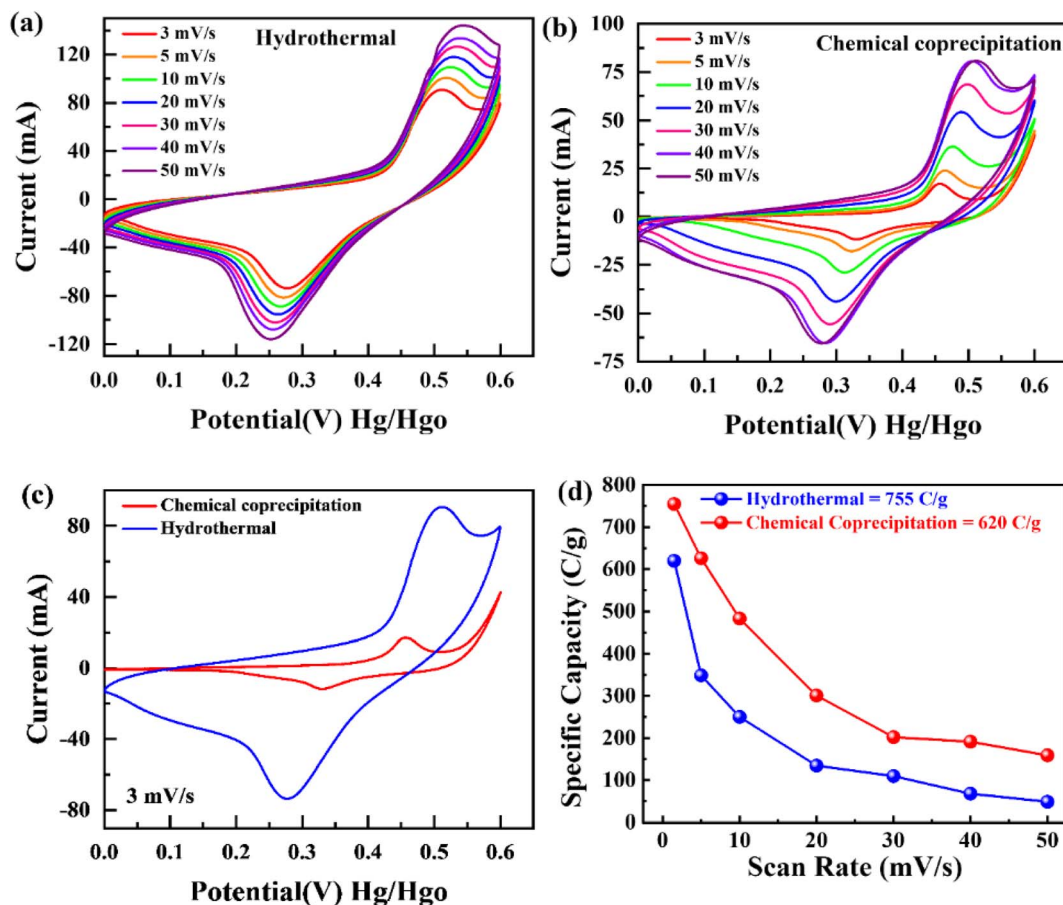 (a)
Hydrothermal
3 mV/s
5 mV/s
10 mV/s
20 mV/s
30 mV/s
40 mV/s
50 mV/s
120
80
40
0
-40
-80
-120
Current (mA)
0.0 0.1 0.2 0.3 0.4 0.5 0.6
Potential(V) Hg/Hgo
(b)
Chemical coprecipitation
3 mV/s
5 mV/s
10 mV/s
20 mV/s
30 mV/s
40 mV/s
50 mV/s
100
75
50
25
0
-25
-50
-75
Current (mA)
0.0 0.1 0.2 0.3 0.4 0.5 0.6
Potential(V) Hg/Hgo
(c)
Chemical coprecipitation
Hydrothermal
80
40
0
-40
-80
Current (mA)
3 mV/s
0.0 0.1 0.2 0.3 0.4 0.5 0.6
Potential(V) Hg/Hgo
(d)
Hydrothermal = 755 C/g
Chemical Coprecipitation = 620 C/g
800
700
600
500
400
300
200
100
0
Specific Capacity (C/g)
0 10 20 30 40 50
Scan Rate (mV/s)